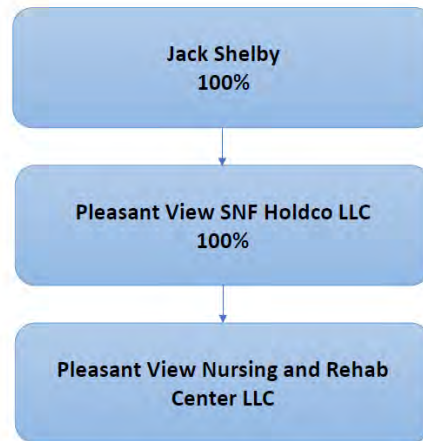 Jack Shelby
100%
Pleasant View SNF Holdco LLC
100%
Pleasant View Nursing and Rehab
Center LLC